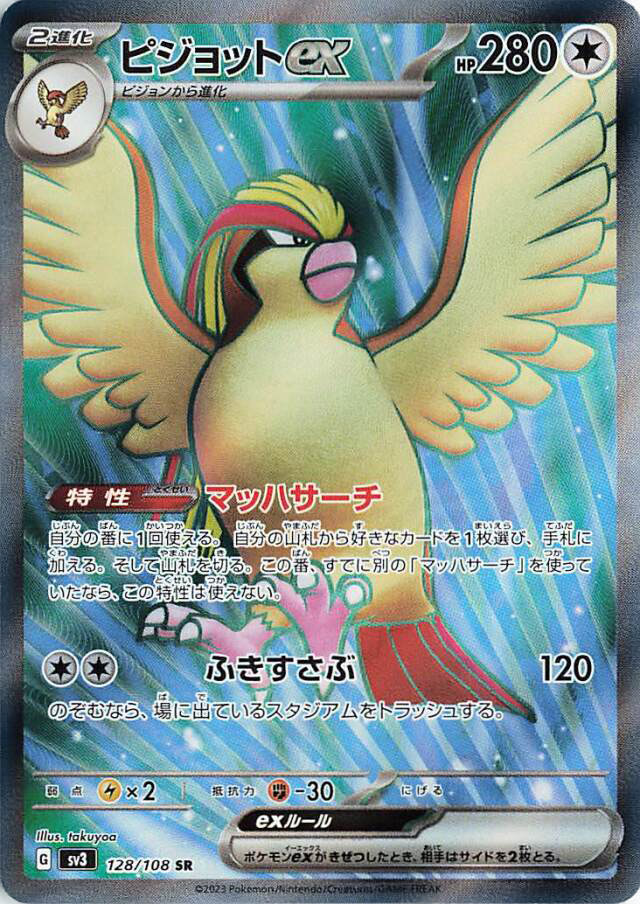 2進化
ピジョットex
HP280
ピジョンから進化
特性
とくせい
マッハサーチ
自分の番に1回使える。自分の山札から好きなカードを1枚選び、手札に
加える。そして山札を切る。この番、すでに別の「マッハサーチ」を使って
いたなら、この特性は使えない。
ふきすさぶ 120
のぞむなら、場に出ているスタジアムをトラッシュする。
弱点 ×2 抵抗力 -30 にげる
exルール
ポケモンexがきぜつしたとき、相手はサイドを2枚とる。
Illus. takuyoa
G sv3 128/108 SR
©2023 Pokémon/Nintendo/Creatures/GAME FREAK